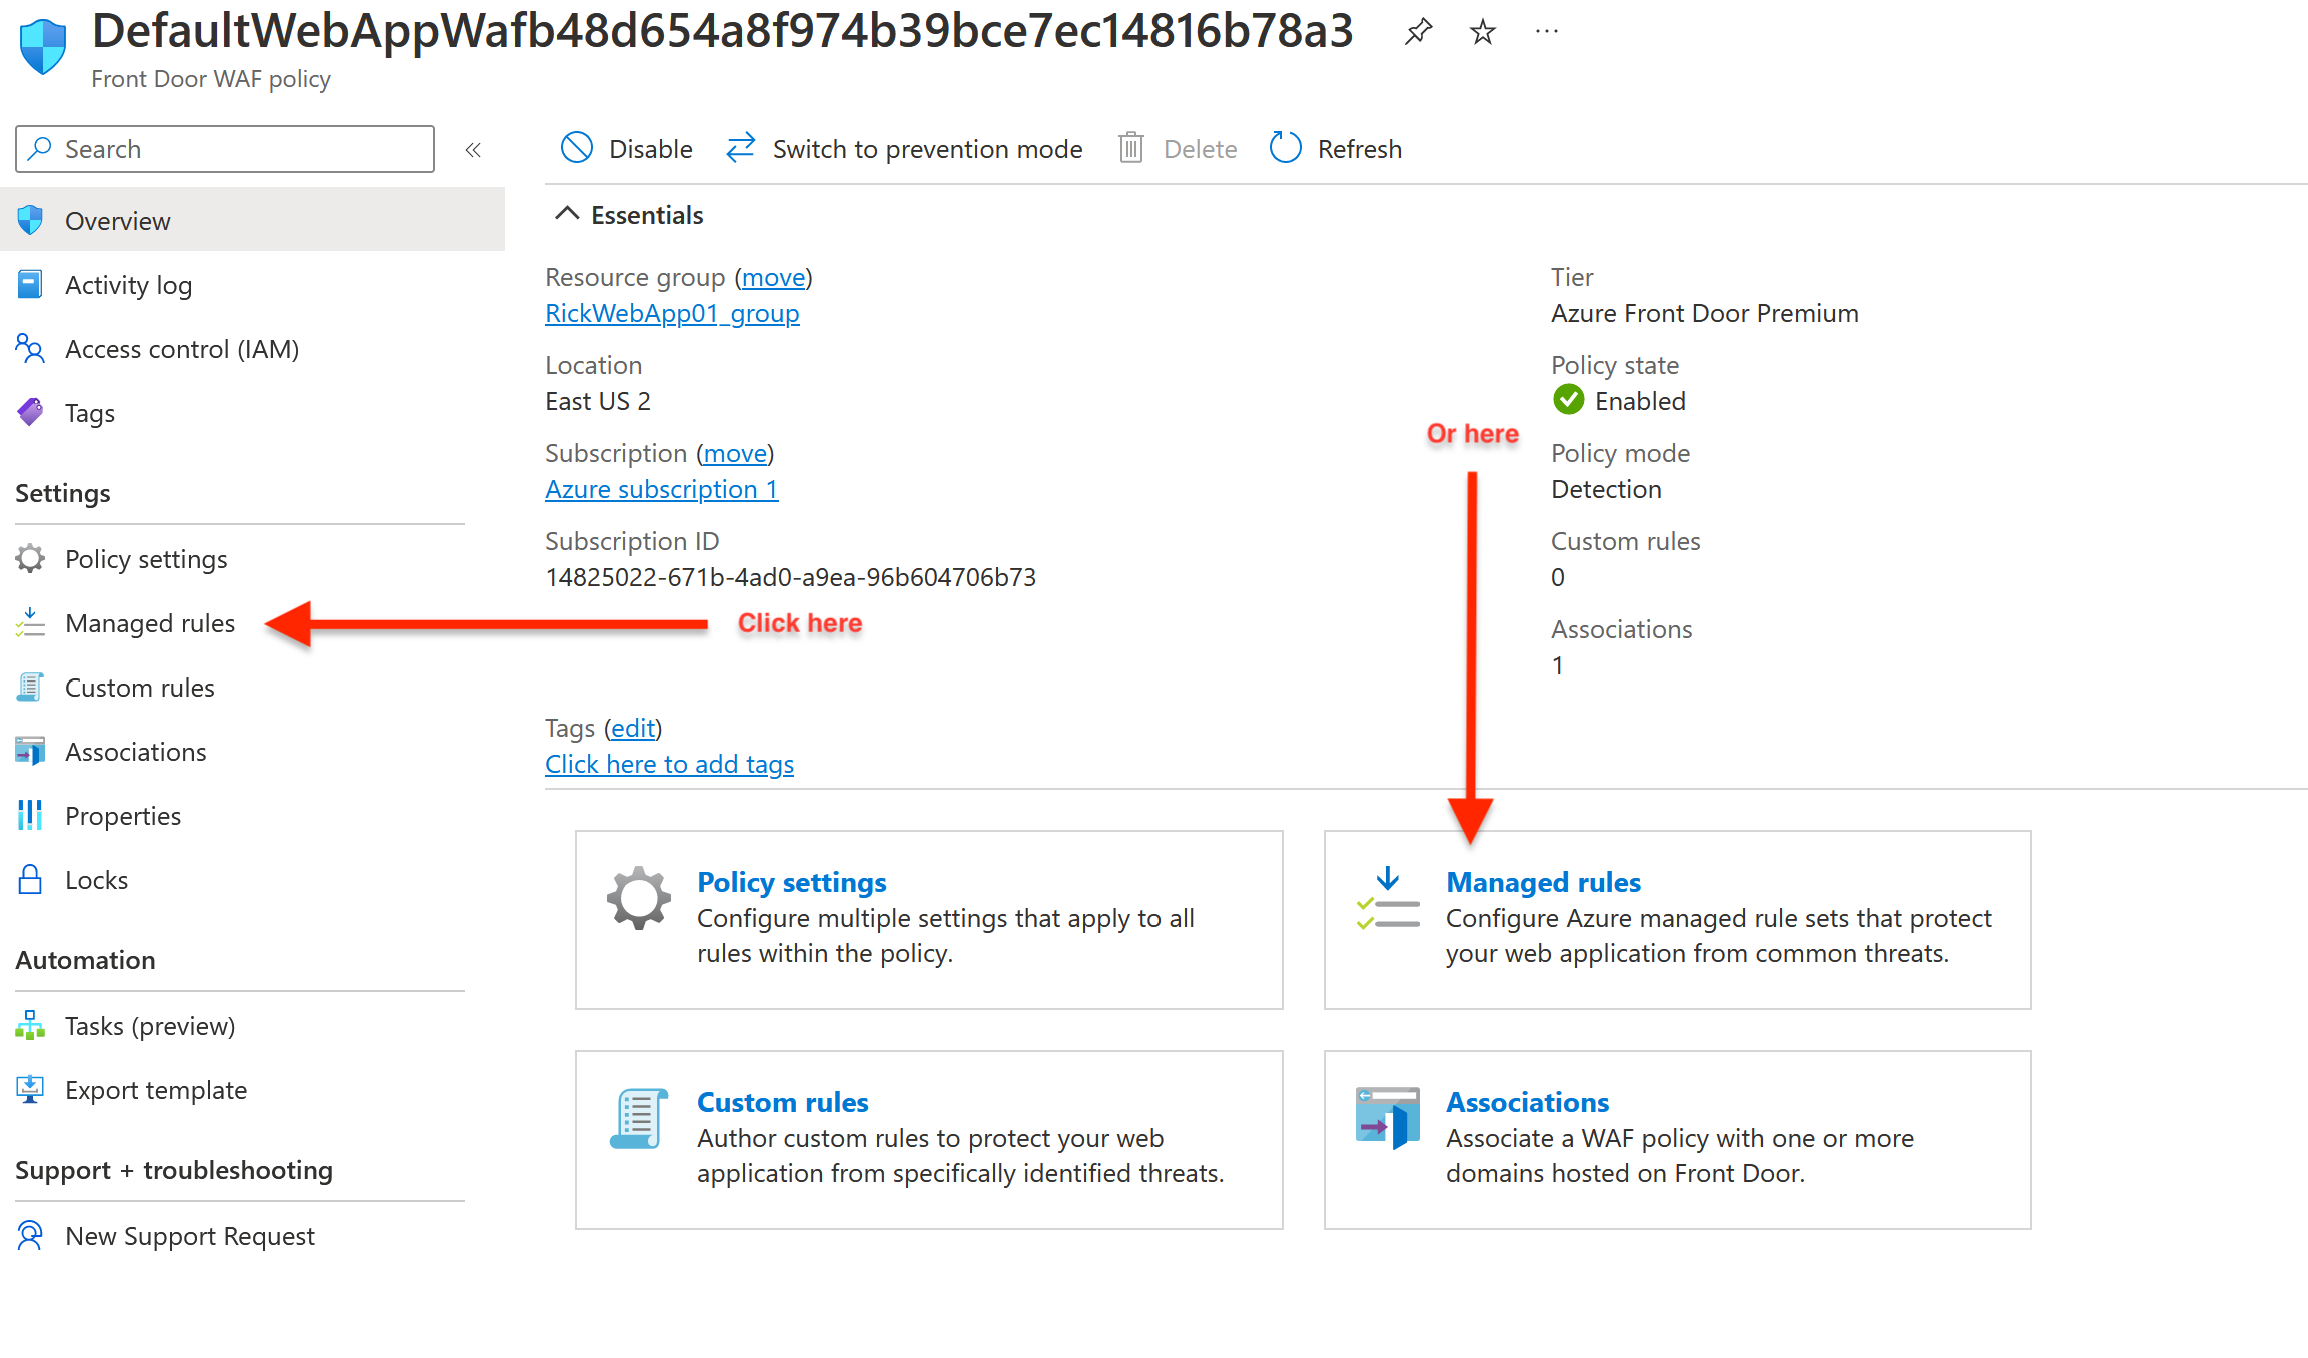 DefaultWebAppWafb48d654a8f974b39bce7ec14816b78a3
Front Door WAF policy
Search
Disable
Switch to prevention mode
Delete
Refresh
Overview
Activity log
Access control (IAM)
Tags
Settings
Policy settings
Managed rules
Custom rules
Associations
Properties
Locks
Automation
Tasks (preview)
Export template
Support + troubleshooting
New Support Request
Essentials
Resource group (move)
RickWebApp01_group
Location
East US 2
Subscription (move)
Azure subscription 1
Subscription ID
14825022-671b-4ad0-a9ea-96b604706b73
Click here
Tier
Azure Front Door Premium
Policy state
Enabled
Or here
Policy mode
Detection
Custom rules
0
Associations
1
Tags (edit)
Click here to add tags
Policy settings
Configure multiple settings that apply to all
rules within the policy.
Managed rules
Configure Azure managed rule sets that protect
your web application from common threats.
Custom rules
Author custom rules to protect your web
application from specifically identified threats.
Associations
Associate a WAF policy with one or more
domains hosted on Front Door.